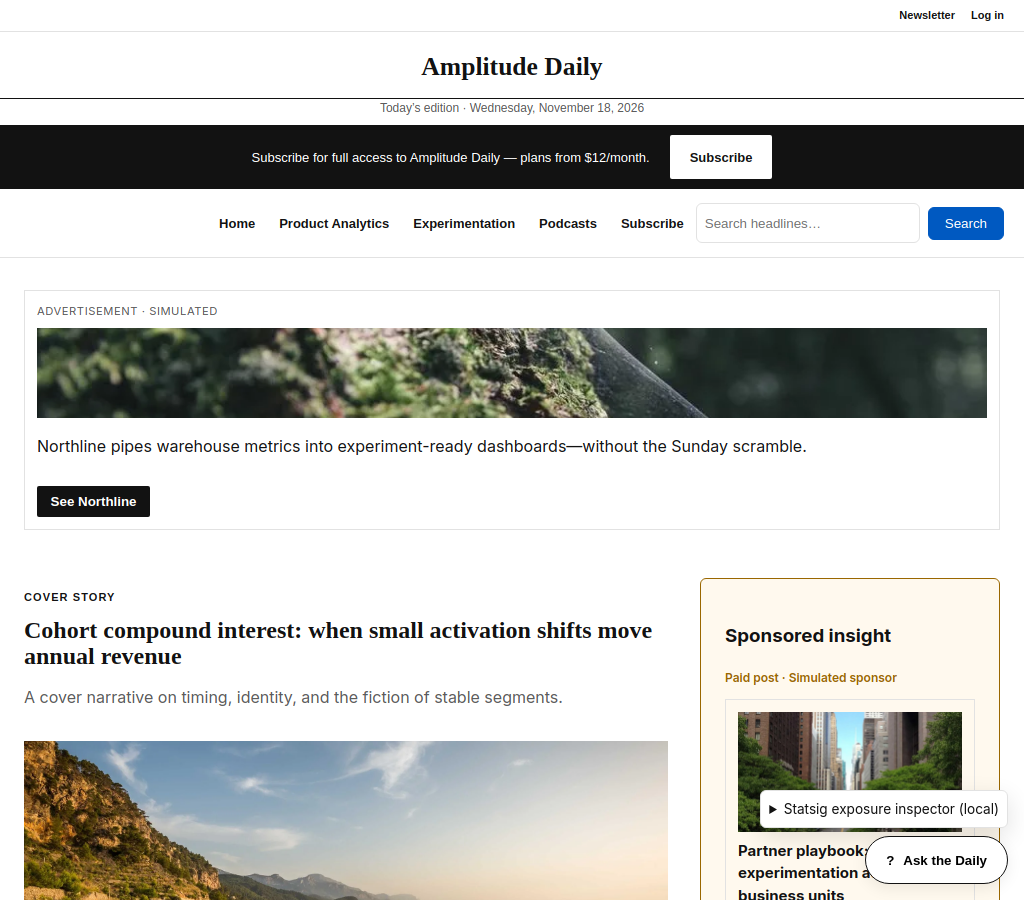 Newsletter Log in
Amplitude Daily
Today's edition · Wednesday, November 18, 2026
Subscribe for full access to Amplitude Daily — plans from $12/month. Subscribe
Home Product Analytics Experimentation Podcasts Subscribe Search headlines… Search
ADVERTISEMENT · SIMULATED
Northline pipes warehouse metrics into experiment-ready dashboards—without the Sunday scramble.
See Northline
COVER STORY
Cohort compound interest: when small activation shifts move
annual revenue
A cover narrative on timing, identity, and the fiction of stable segments.
Sponsored insight
Paid post · Simulated sponsor
Partner playbook:
experimentation a
business units
▶ Statsig exposure inspector (local)
? Ask the Daily